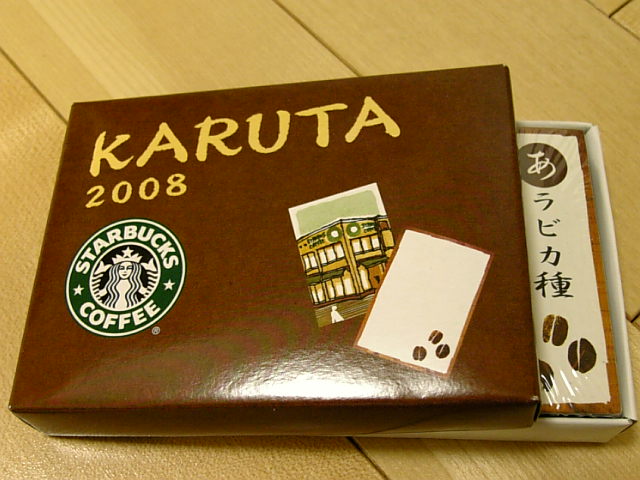 KARUTA
2008
STARBUCKS
COFFEE
®
あ
ラビカ種